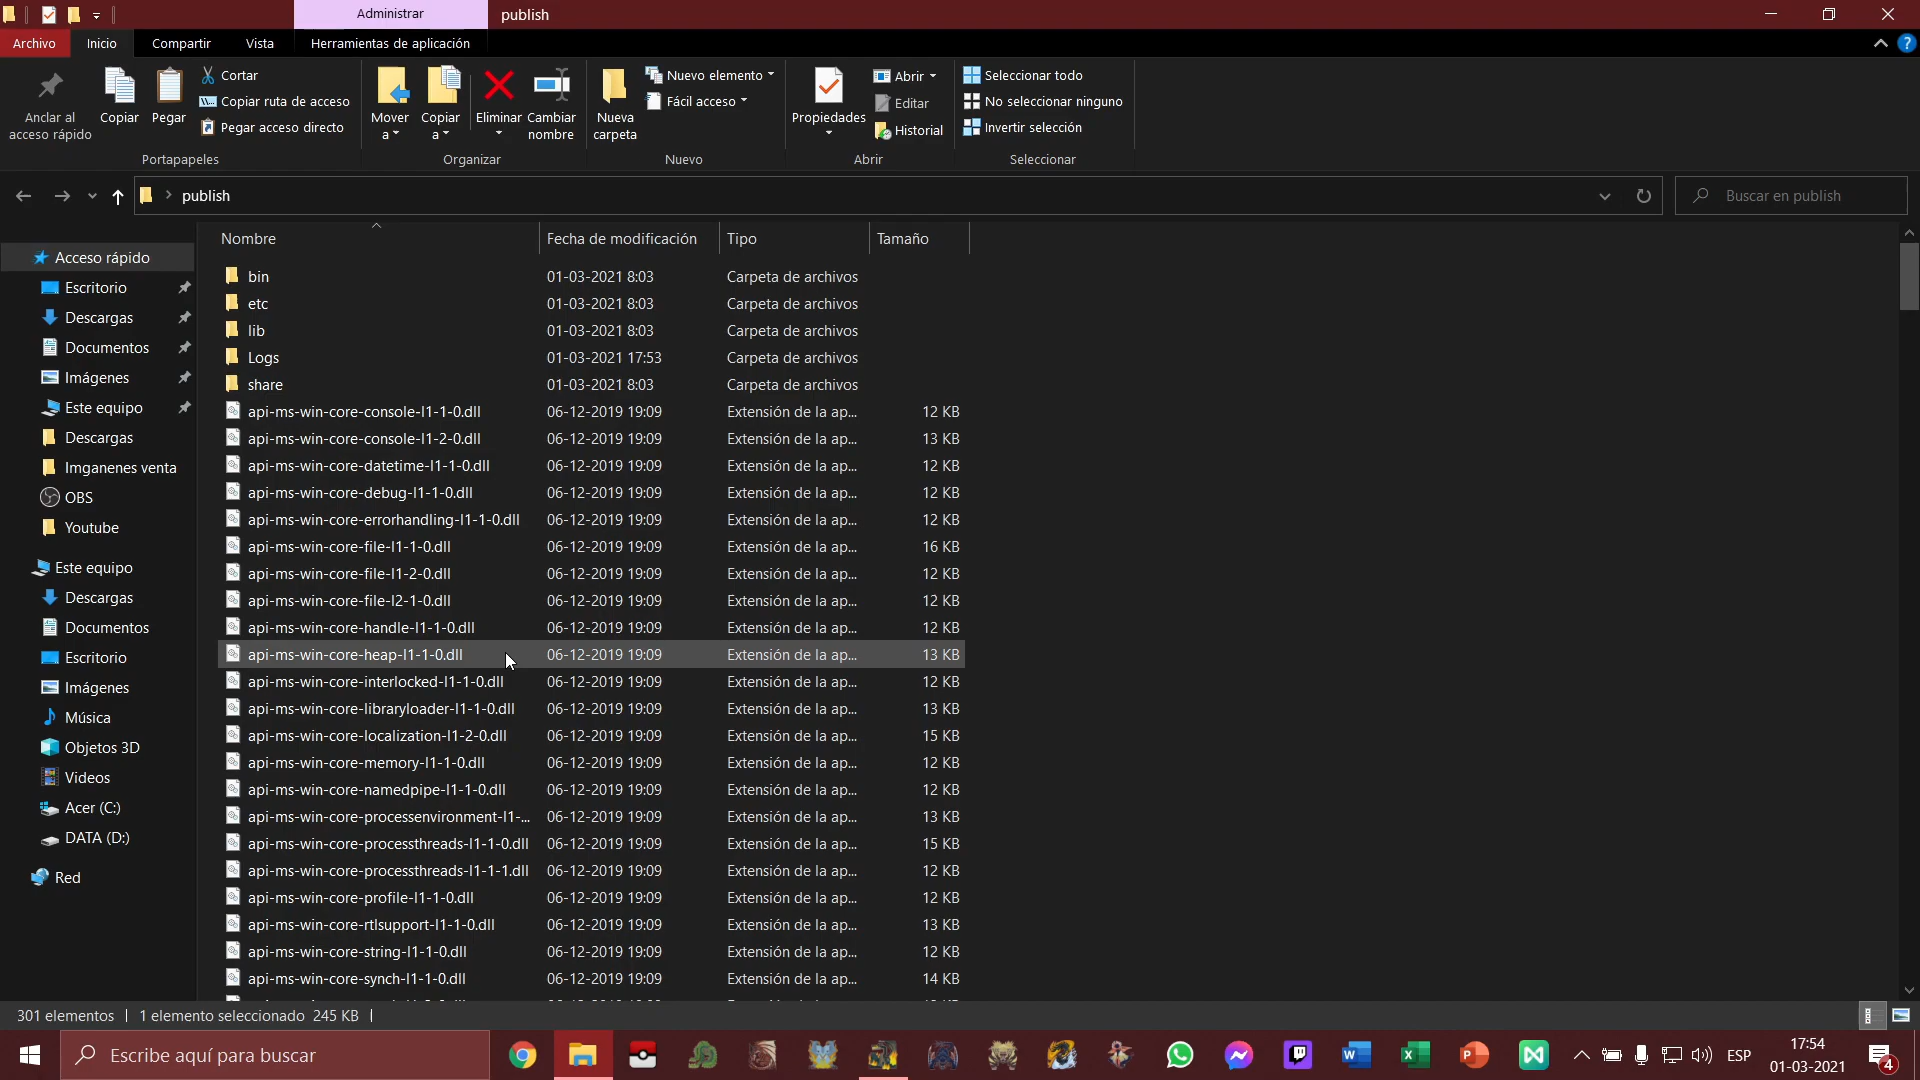 Administrar
publish
Archivo
Inicio
Compartir
Vista
Herramientas de aplicación
Anclar al
acceso rápido
Copiar
Pegar
Cortar
Copiar ruta de acceso
Pegar acceso directo
Portapapeles
Mover
a
Copiar
a
Eliminar
Cambiar
nombre
Organizar
Nueva
carpeta
Nuevo elemento
Fácil acceso
Nuevo
Propiedades
Abrir
Editar
Historial
Abrir
Seleccionar todo
No seleccionar ninguno
Invertir selección
Seleccionar
publish
Buscar en publish
Acceso rápido
Escritorio
Descargas
Documentos
Imágenes
Este equipo
Descargas
Imganenes venta
OBS
Youtube
Este equipo
Descargas
Documentos
Escritorio
Imágenes
Música
Objetos 3D
Videos
Acer (C:)
DATA (D:)
Red
Nombre Fecha de modificación Tipo Tamaño
bin 01-03-2021 8:03 Carpeta de archivos
etc 01-03-2021 8:03 Carpeta de archivos
lib 01-03-2021 8:03 Carpeta de archivos
Logs 01-03-2021 17:53 Carpeta de archivos
share 01-03-2021 8:03 Carpeta de archivos
api-ms-win-core-console-l1-1-0.dll 06-12-2019 19:09 Extensión de la ap... 12 KB
api-ms-win-core-console-l1-2-0.dll 06-12-2019 19:09 Extensión de la ap... 13 KB
api-ms-win-core-datetime-l1-1-0.dll 06-12-2019 19:09 Extensión de la ap... 12 KB
api-ms-win-core-debug-l1-1-0.dll 06-12-2019 19:09 Extensión de la ap... 12 KB
api-ms-win-core-errorhandling-l1-1-0.dll 06-12-2019 19:09 Extensión de la ap... 12 KB
api-ms-win-core-file-l1-1-0.dll 06-12-2019 19:09 Extensión de la ap... 16 KB
api-ms-win-core-file-l1-2-0.dll 06-12-2019 19:09 Extensión de la ap... 12 KB
api-ms-win-core-file-l2-1-0.dll 06-12-2019 19:09 Extensión de la ap... 12 KB
api-ms-win-core-handle-l1-1-0.dll 06-12-2019 19:09 Extensión de la ap... 12 KB
api-ms-win-core-heap-l1-1-0.dll 06-12-2019 19:09 Extensión de la ap... 13 KB
api-ms-win-core-interlocked-l1-1-0.dll 06-12-2019 19:09 Extensión de la ap... 12 KB
api-ms-win-core-libraryloader-l1-1-0.dll 06-12-2019 19:09 Extensión de la ap... 13 KB
api-ms-win-core-localization-l1-2-0.dll 06-12-2019 19:09 Extensión de la ap... 15 KB
api-ms-win-core-memory-l1-1-0.dll 06-12-2019 19:09 Extensión de la ap... 12 KB
api-ms-win-core-namedpipe-l1-1-0.dll 06-12-2019 19:09 Extensión de la ap... 12 KB
api-ms-win-core-processenvironment-l1-... 06-12-2019 19:09 Extensión de la ap... 13 KB
api-ms-win-core-processthreads-l1-1-0.dll 06-12-2019 19:09 Extensión de la ap... 15 KB
api-ms-win-core-processthreads-l1-1-1.dll 06-12-2019 19:09 Extensión de la ap... 12 KB
api-ms-win-core-profile-l1-1-0.dll 06-12-2019 19:09 Extensión de la ap... 12 KB
api-ms-win-core-rtlsupport-l1-1-0.dll 06-12-2019 19:09 Extensión de la ap... 13 KB
api-ms-win-core-string-l1-1-0.dll 06-12-2019 19:09 Extensión de la ap... 12 KB
api-ms-win-core-synch-l1-1-0.dll 06-12-2019 19:09 Extensión de la ap... 14 KB
301 elementos 1 elemento seleccionado 245 KB
Escribe aquí para buscar
ESP
17:54
01-03-2021
4